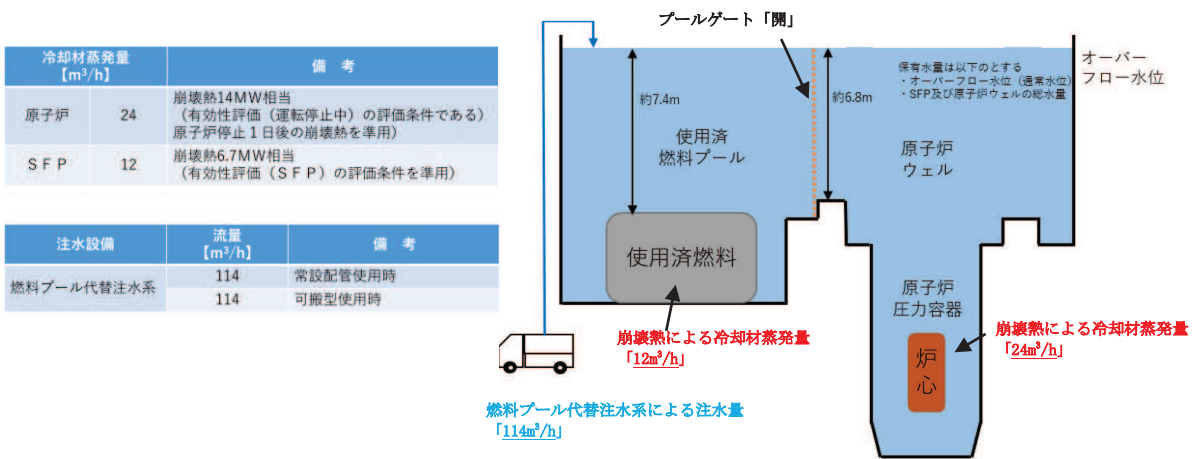 冷却材蒸発量
【m³/h】
備 考
原子炉
24
崩壊熱14MW相当
(有効性評価(運転停止中)の評価条件である)
原子炉停止1日後の崩壊熱を準用)
SFP
12
崩壊熱6.7MW相当
(有効性評価(SFP)の評価条件を準用)
注水設備
流量
【m³/h】
備 考
燃料プール代替注水系
114
常設配管使用時
114
可搬型使用時
プールゲート「開」
オーバー
フロー水位
保有水量は以下のとする
・オーバーフロー水位(通常水位)
・SFP及び原子炉ウェルの総水量
約7.4m
約6.8m
使用済
燃料プール
原子炉
ウェル
使用済燃料
原子炉
圧力容器
炉
心
崩壊熱による冷却材蒸発量
「12m³/h」
崩壊熱による冷却材蒸発量
「24m³/h」
燃料プール代替注水系による注水量
「114m³/h」